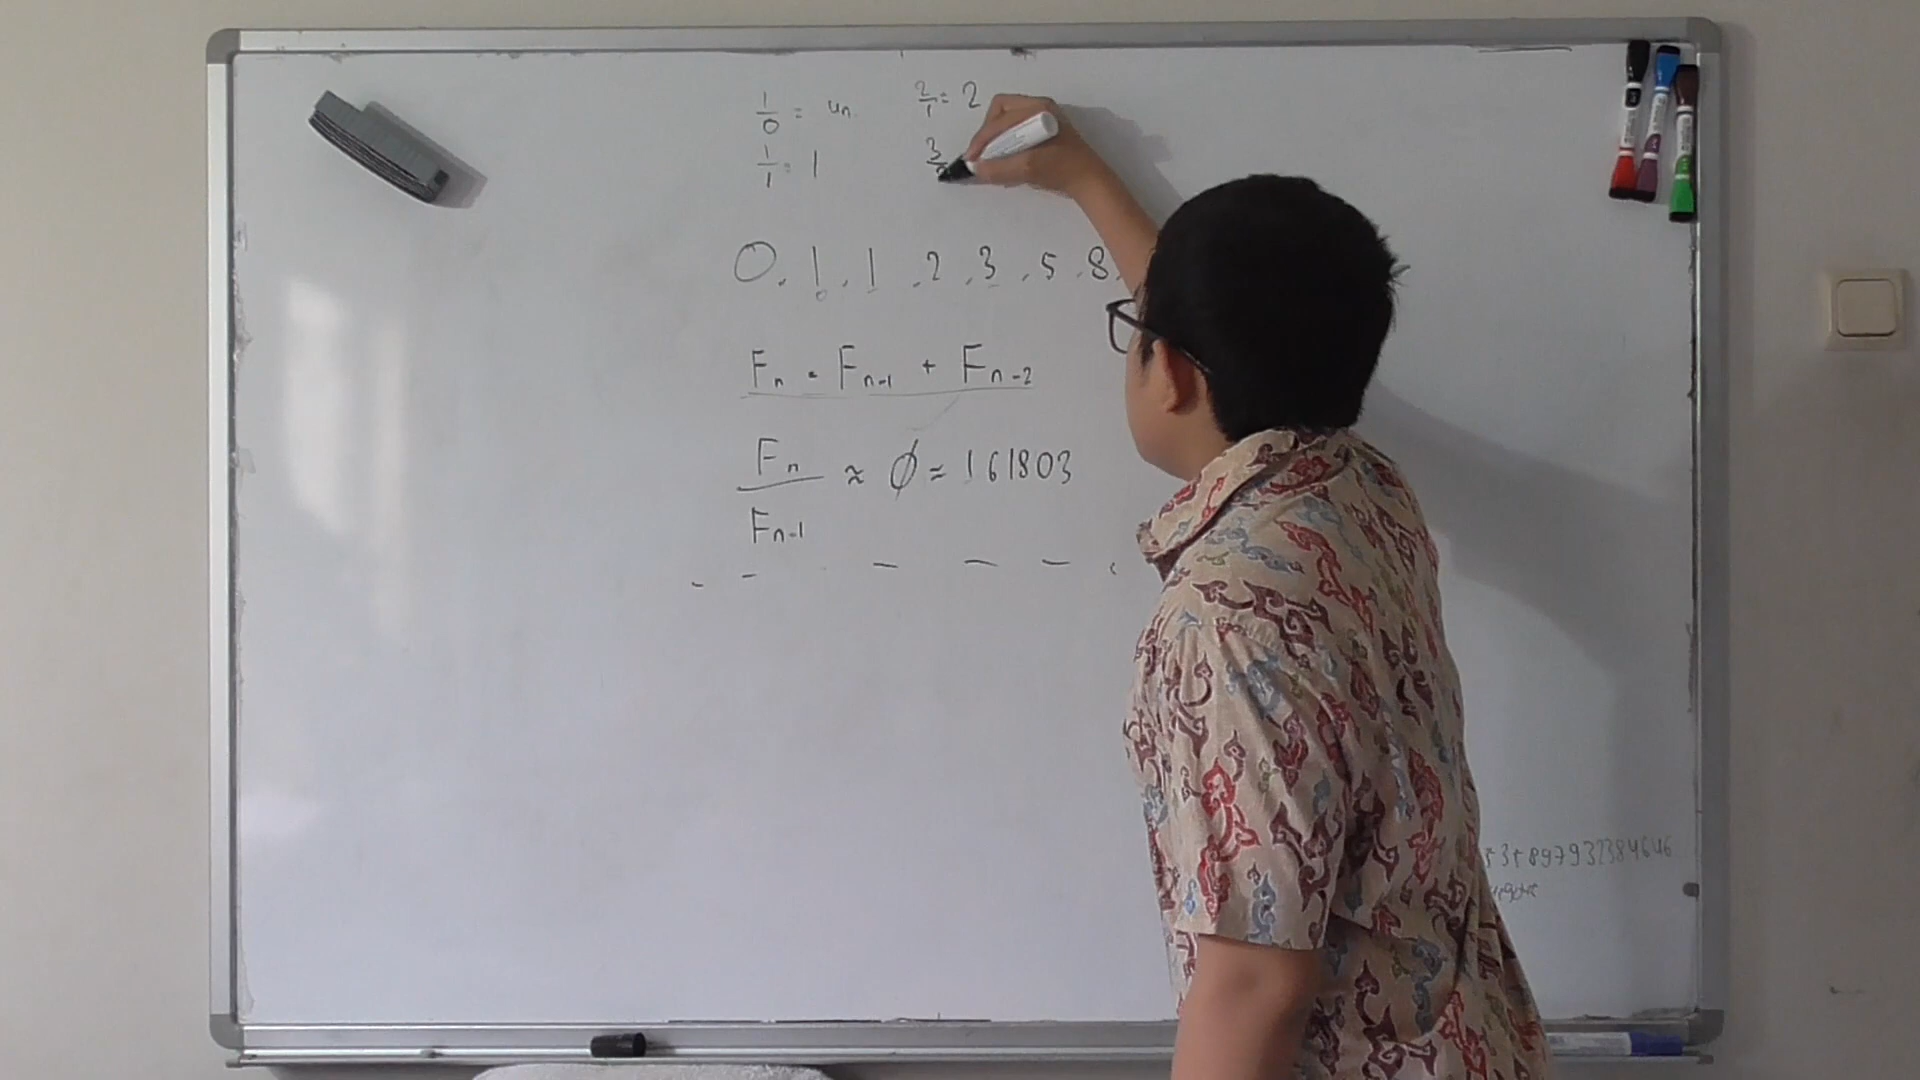 1/0 = un.
2/1 = 2
1/1 = 1
3/
0, 1, 1, 2, 3, 5, 8,
Fn = Fn-1 + Fn-2
Fn/Fn-1 ≈ ϕ ≈ 161803
897932384646